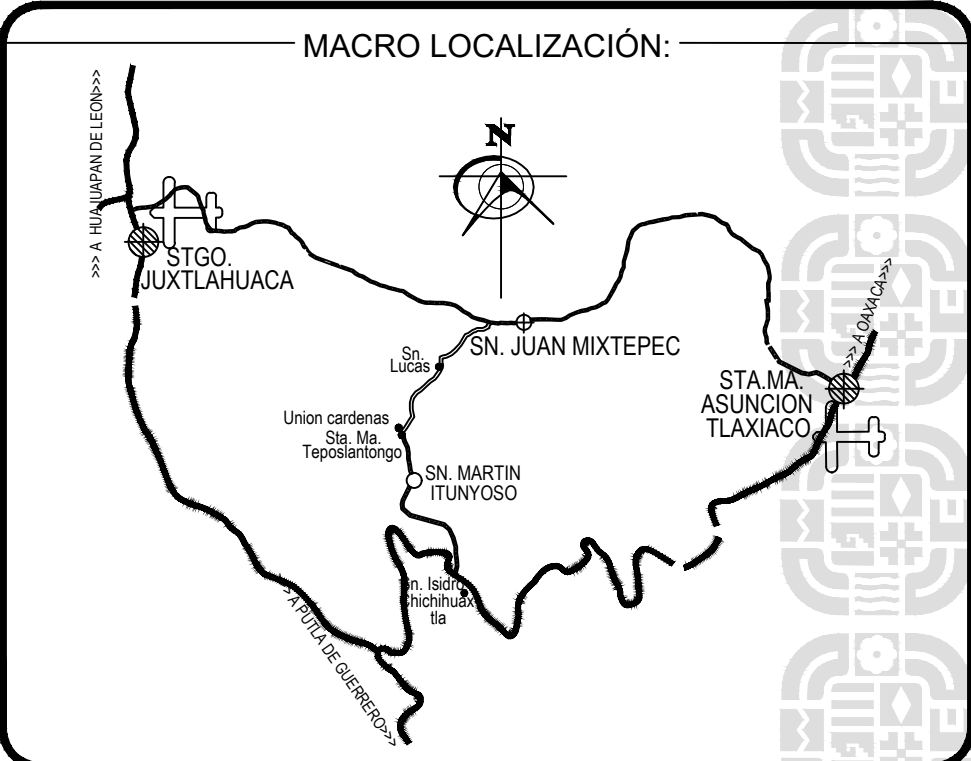 MACRO LOCALIZACIÓN:
>>> A HUAJUAPAN DE LEON>>>
N
STGO.
JUXTLAHUACA
>>> A OAXACA>>>
SN. JUAN MIXTEPEC
Sn.
Lucas
STA.MA.
ASUNCION
TLAXIACO
Union cardenas
Sta. Ma.
Teposlantongo
SN. MARTIN
ITUNYOSO
Sn. Isidro
Chichihuax
tla
>A PUTLA DE GUERRERO>>>